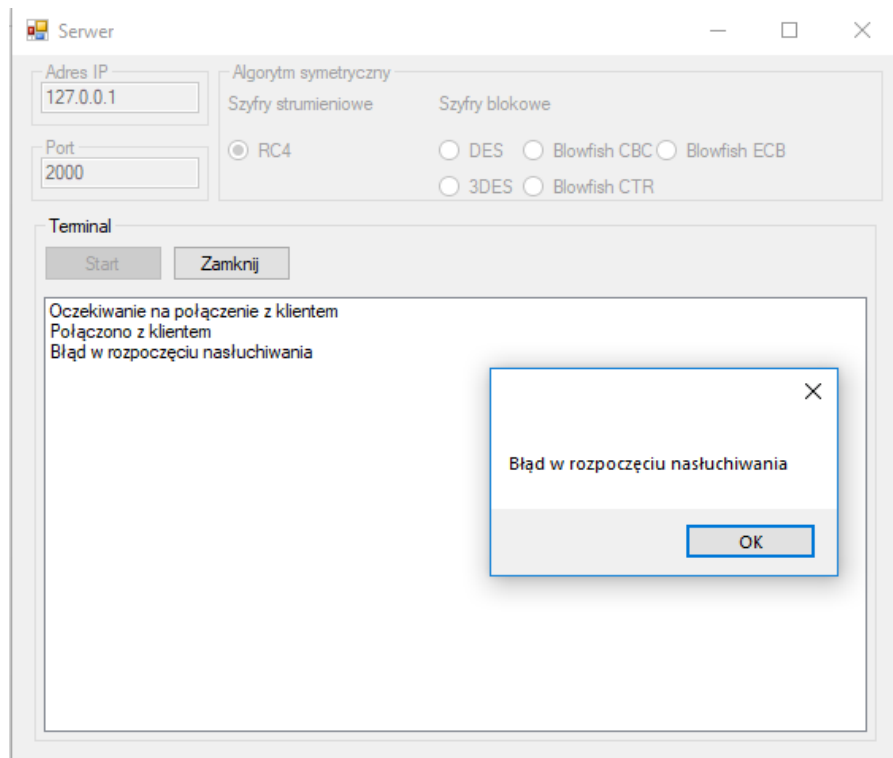 Serwer
Adres IP
127.0.0.1
Port
2000
Algorytm symetryczny
Szyfry strumieniowe
Szyfry blokowe
RC4
DES
Blowfish CBC
Blowfish ECB
3DES
Blowfish CTR
Terminal
Start
Zamknij
Oczekiwanie na połączenie z klientem
Połączono z klientem
Błąd w rozpoczęciu nasłuchiwania
Błąd w rozpoczęciu nasłuchiwania
OK